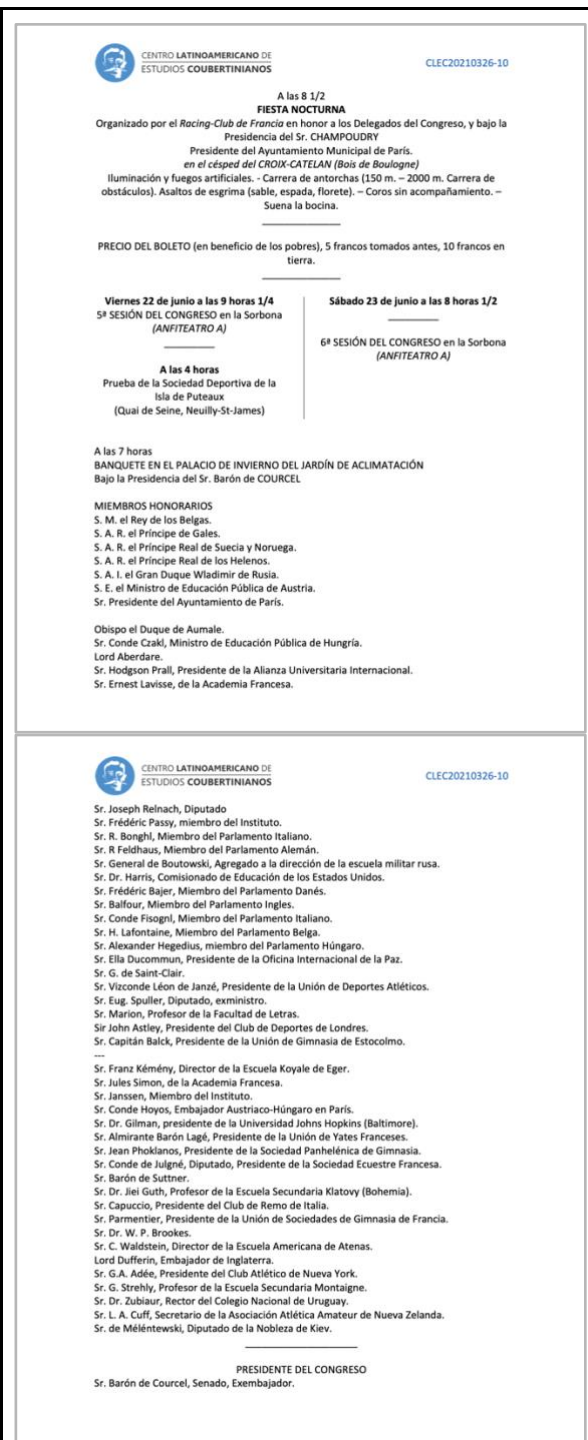 CENTRO LATINOAMERICANO DE
ESTUDIOS COUBERTINIANOS
CLEC20210326-10
A las 8 1/2
FIESTA NOCTURNA
Organizado por el Racing-Club de Francia en honor a los Delegados del Congreso, y bajo la
Presidencia del Sr. CHAMPOUDRY
Presidente del Ayuntamiento Municipal de París.
en el césped del CROIX-CATELAN (Bois de Boulogne)
Iluminación y fuegos artificiales. - Carrera de antorchas (150 m. – 2000 m. Carrera de
obstáculos). Asaltos de esgrima (sable, espada, florete). – Coros sin acompañamiento. –
Suena la bocina.
PRECIO DEL BOLETO (en beneficio de los pobres), 5 francos tomados antes, 10 francos en
tierra.
Viernes 22 de junio a las 9 horas 1/4
5ª SESIÓN DEL CONGRESO en la Sorbona
(ANFITEATRO A)
A las 4 horas
Prueba de la Sociedad Deportiva de la
Isla de Puteaux
(Quai de Seine, Neuilly-St-James)
Sábado 23 de junio a las 8 horas 1/2
6ª SESIÓN DEL CONGRESO en la Sorbona
(ANFITEATRO A)
A las 7 horas
BANQUETE EN EL PALACIO DE INVIERNO DEL JARDÍN DE ACLIMATACIÓN
Bajo la Presidencia del Sr. Barón de COURCEL
MIEMBROS HONORARIOS
S. M. el Rey de los Belgas.
S. A. R. el Príncipe de Gales.
S. A. R. el Príncipe Real de Suecia y Noruega.
S. A. R. el Príncipe Real de los Helenos.
S. A. I. el Gran Duque Wladimir de Rusia.
S. E. el Ministro de Educación Pública de Austria.
Sr. Presidente del Ayuntamiento de París.
Obispo el Duque de Aumale.
Sr. Conde Czakl, Ministro de Educación Pública de Hungría.
Lord Aberdare.
Sr. Hodgson Prall, Presidente de la Alianza Universitaria Internacional.
Sr. Ernest Lavisse, de la Academia Francesa.
CENTRO LATINOAMERICANO DE
ESTUDIOS COUBERTINIANOS
CLEC20210326-10
Sr. Joseph Relnach, Diputado
Sr. Frédéric Passy, miembro del Instituto.
Sr. R. Bonghl, Miembro del Parlamento Italiano.
Sr. R Feldhaus, Miembro del Parlamento Alemán.
Sr. General de Boutowski, Agregado a la dirección de la escuela militar rusa.
Sr. Dr. Harris, Comisionado de Educación de los Estados Unidos.
Sr. Frédéric Bajer, Miembro del Parlamento Danés.
Sr. Balfour, Miembro del Parlamento Ingles.
Sr. Conde Fisognl, Miembro del Parlamento Italiano.
Sr. H. Lafontaine, Miembro del Parlamento Belga.
Sr. Alexander Hegedius, miembro del Parlamento Húngaro.
Sr. Ella Ducommun, Presidente de la Oficina Internacional de la Paz.
Sr. G. de Saint-Clair.
Sr. Vizconde Léon de Janzé, Presidente de la Unión de Deportes Atléticos.
Sr. Eug. Spuller, Diputado, exministro.
Sr. Marion, Profesor de la Facultad de Letras.
Sir John Astley, Presidente del Club de Deportes de Londres.
Sr. Capitán Balck, Presidente de la Unión de Gimnasia de Estocolmo.
---
Sr. Franz Kémény, Director de la Escuela Koyale de Eger.
Sr. Jules Simon, de la Academia Francesa.
Sr. Janssen, Miembro del Instituto.
Sr. Conde Hoyos, Embajador Austriaco-Húngaro en París.
Sr. Dr. Gilman, presidente de la Universidad Johns Hopkins (Baltimore).
Sr. Almirante Barón Lagé, Presidente de la Unión de Yates Franceses.
Sr. Jean Phoklanos, Presidente de la Sociedad Panhelénica de Gimnasia.
Sr. Conde de Julgné, Diputado, Presidente de la Sociedad Ecuestre Francesa.
Sr. Barón de Suttner.
Sr. Dr. Jiei Guth, Profesor de la Escuela Secundaria Klatovy (Bohemia).
Sr. Capuccio, Presidente del Club de Remo de Italia.
Sr. Parmentier, Presidente de la Unión de Sociedades de Gimnasia de Francia.
Sr. Dr. W. P. Brookes.
Sr. C. Waldstein, Director de la Escuela Americana de Atenas.
Lord Dufferin, Embajador de Inglaterra.
Sr. G.A. Adée, Presidente del Club Atlético de Nueva York.
Sr. G. Strehly, Profesor de la Escuela Secundaria Montaigne.
Sr. Dr. Zubiaur, Rector del Colegio Nacional de Uruguay.
Sr. L. A. Cuff, Secretario de la Asociación Atlética Amateur de Nueva Zelanda.
Sr. de Méléntewski, Diputado de la Nobleza de Kiev.
PRESIDENTE DEL CONGRESO
Sr. Barón de Courcel, Senado, Exembajador.